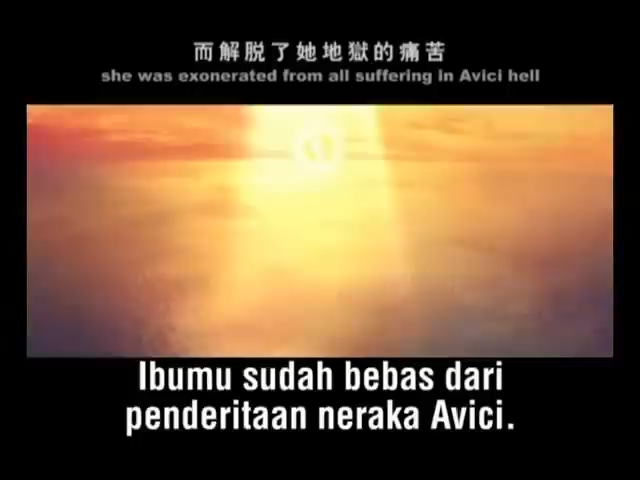 而解脱了她地獄的痛苦
she was exonerated from all suffering in Avici hell
Ibumu sudah bebas dari
penderitaan neraka Avici.